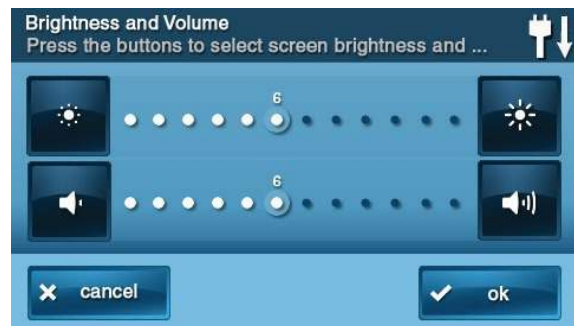 Brightness and Volume
Press the buttons to select screen brightness and ...
6
6
cancel
ok